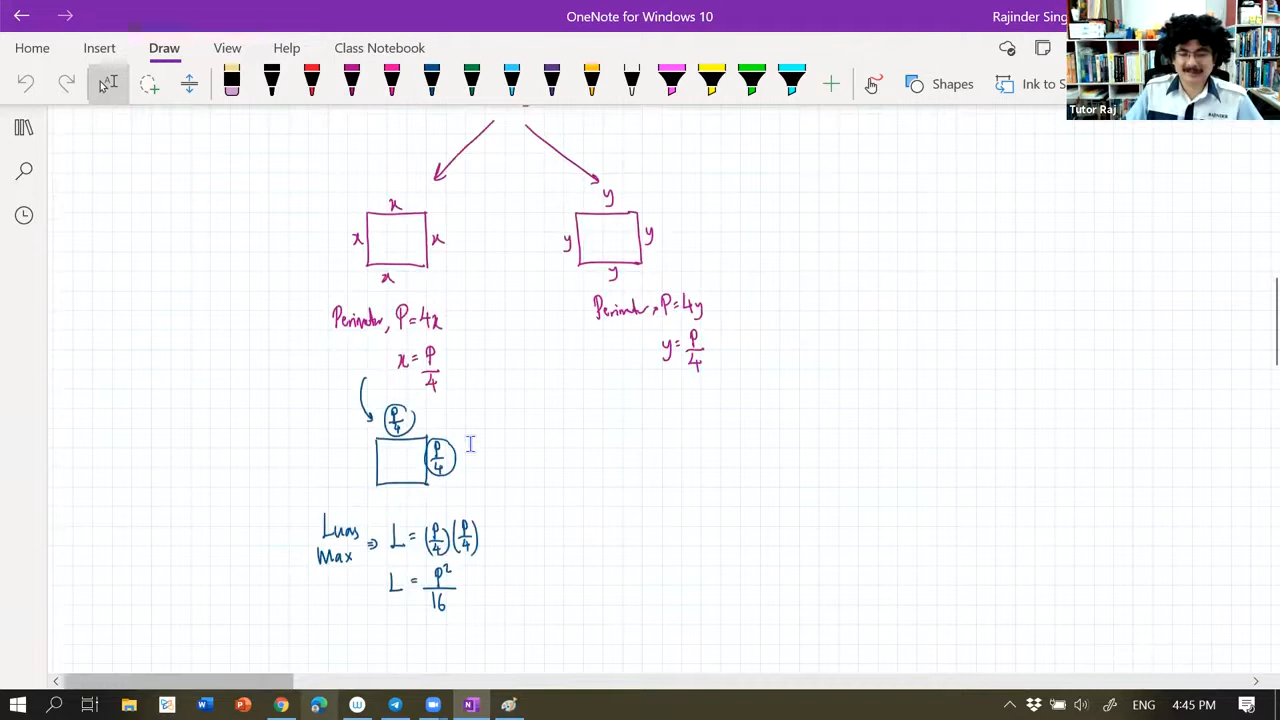 OneNote for Windows 10
Rajinder Sing
Home Insert Draw View Help Class Notebook
Shapes
Ink to S
Tutor Raj
x
x x
x
y
y y
y
Perimeter, P=4x
x = P/4
Perimeter, P=4y
y = P/4
P/4
P/4
Luas Max ⇒ L = (P/4)(P/4)
L = P²/16
ENG 4:45 PM